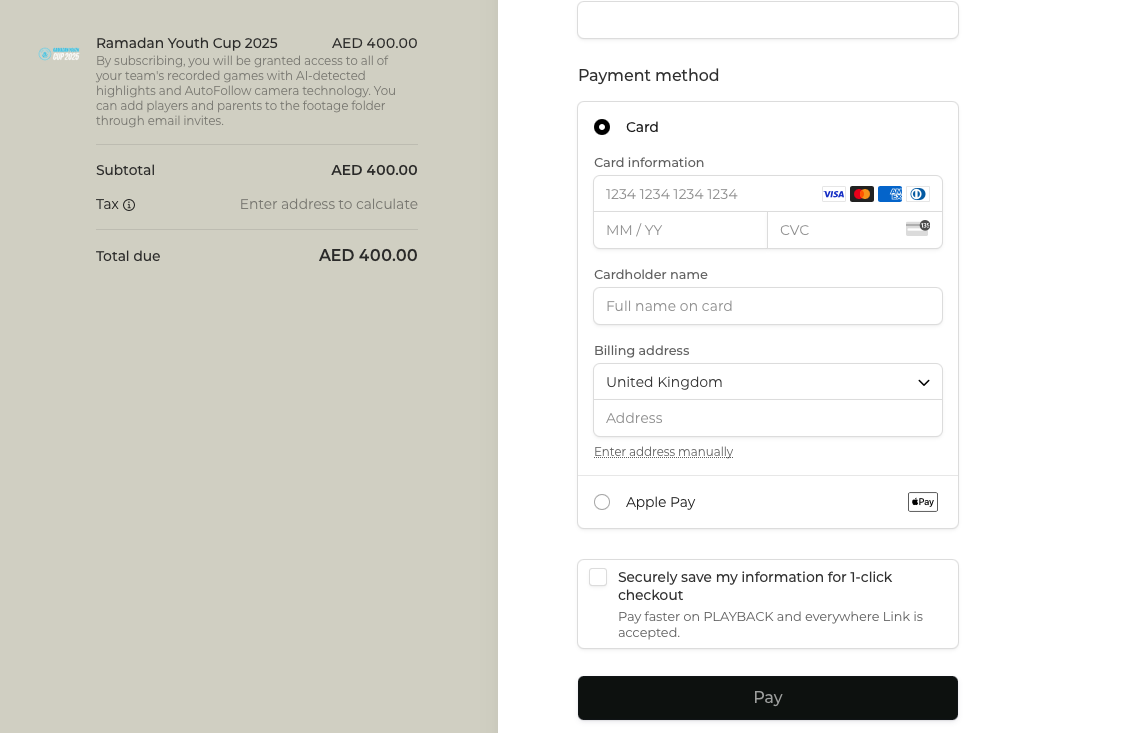 Ramadan Youth Cup 2025 AED 400.00
By subscribing, you will be granted access to all of
your team's recorded games with AI-detected
highlights and AutoFollow camera technology. You
can add players and parents to the footage folder
through email invites.
Subtotal AED 400.00
Tax Enter address to calculate
Total due AED 400.00
Payment method
Card
Card information
1234 1234 1234 1234 VISA
MM / YY CVC
Cardholder name
Full name on card
Billing address
United Kingdom
Address
Enter address manually
Apple Pay Pay
Securely save my information for 1-click
checkout
Pay faster on PLAYBACK and everywhere Link is
accepted.
Pay